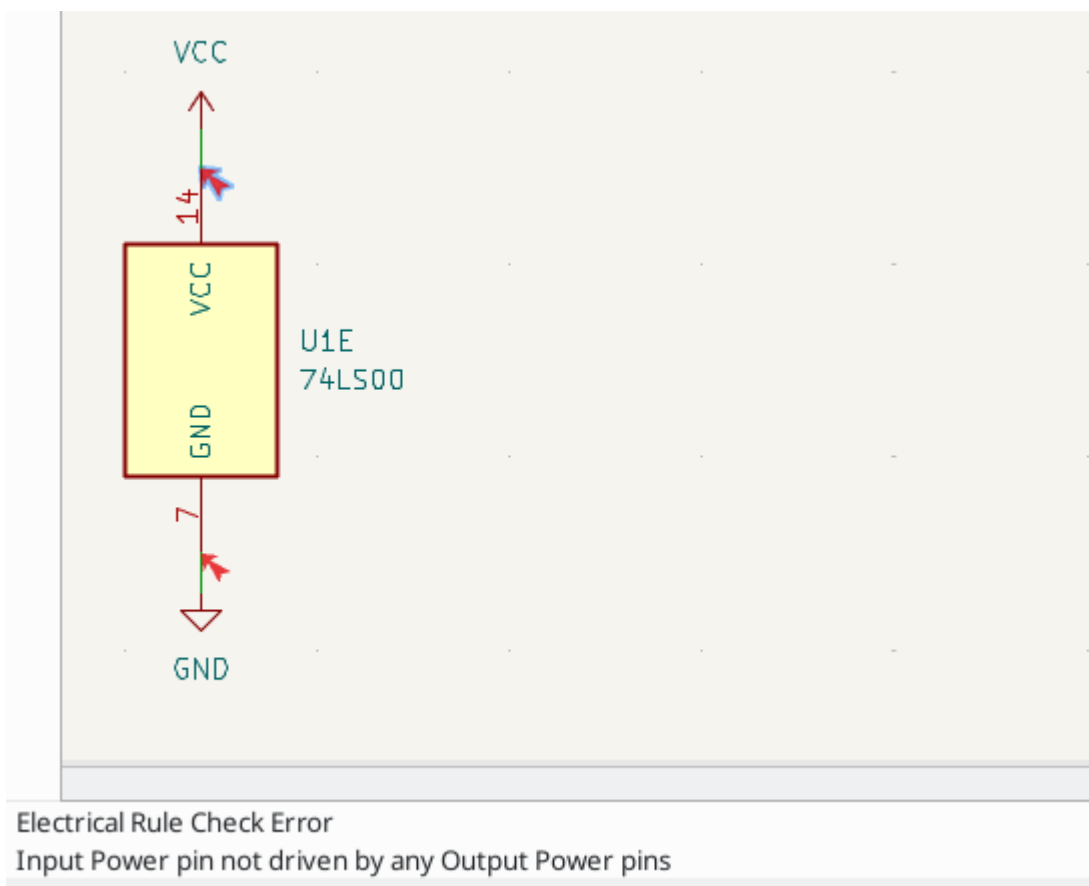 VCC
14
VCC
U1E
74LS00
GND
7
GND
Electrical Rule Check Error
Input Power pin not driven by any Output Power pins